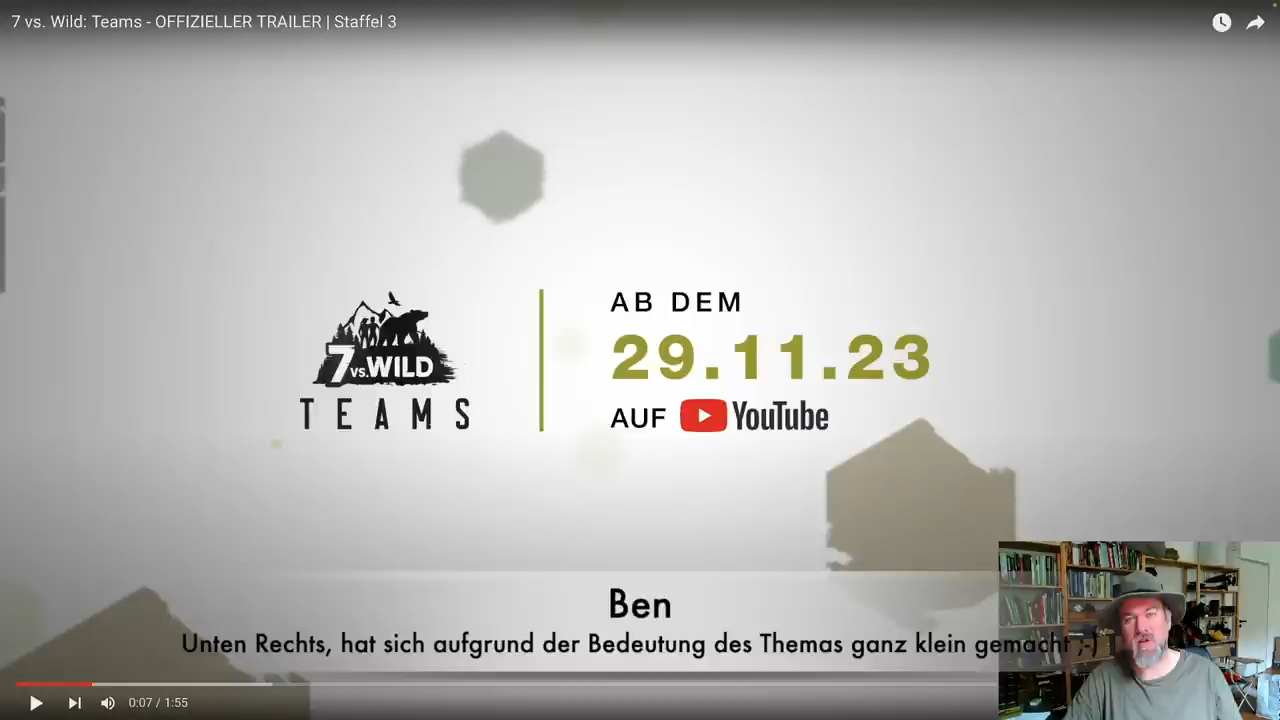 7 vs. Wild: Teams - OFFIZIELLER TRAILER | Staffel 3
7 vs. WILD
TEAMS
AB DEM
29.11.23
AUF YouTube
Ben
Unten Rechts, hat sich aufgrund der Bedeutung des Themas ganz klein gemacht ;-)
0:07 / 1:55